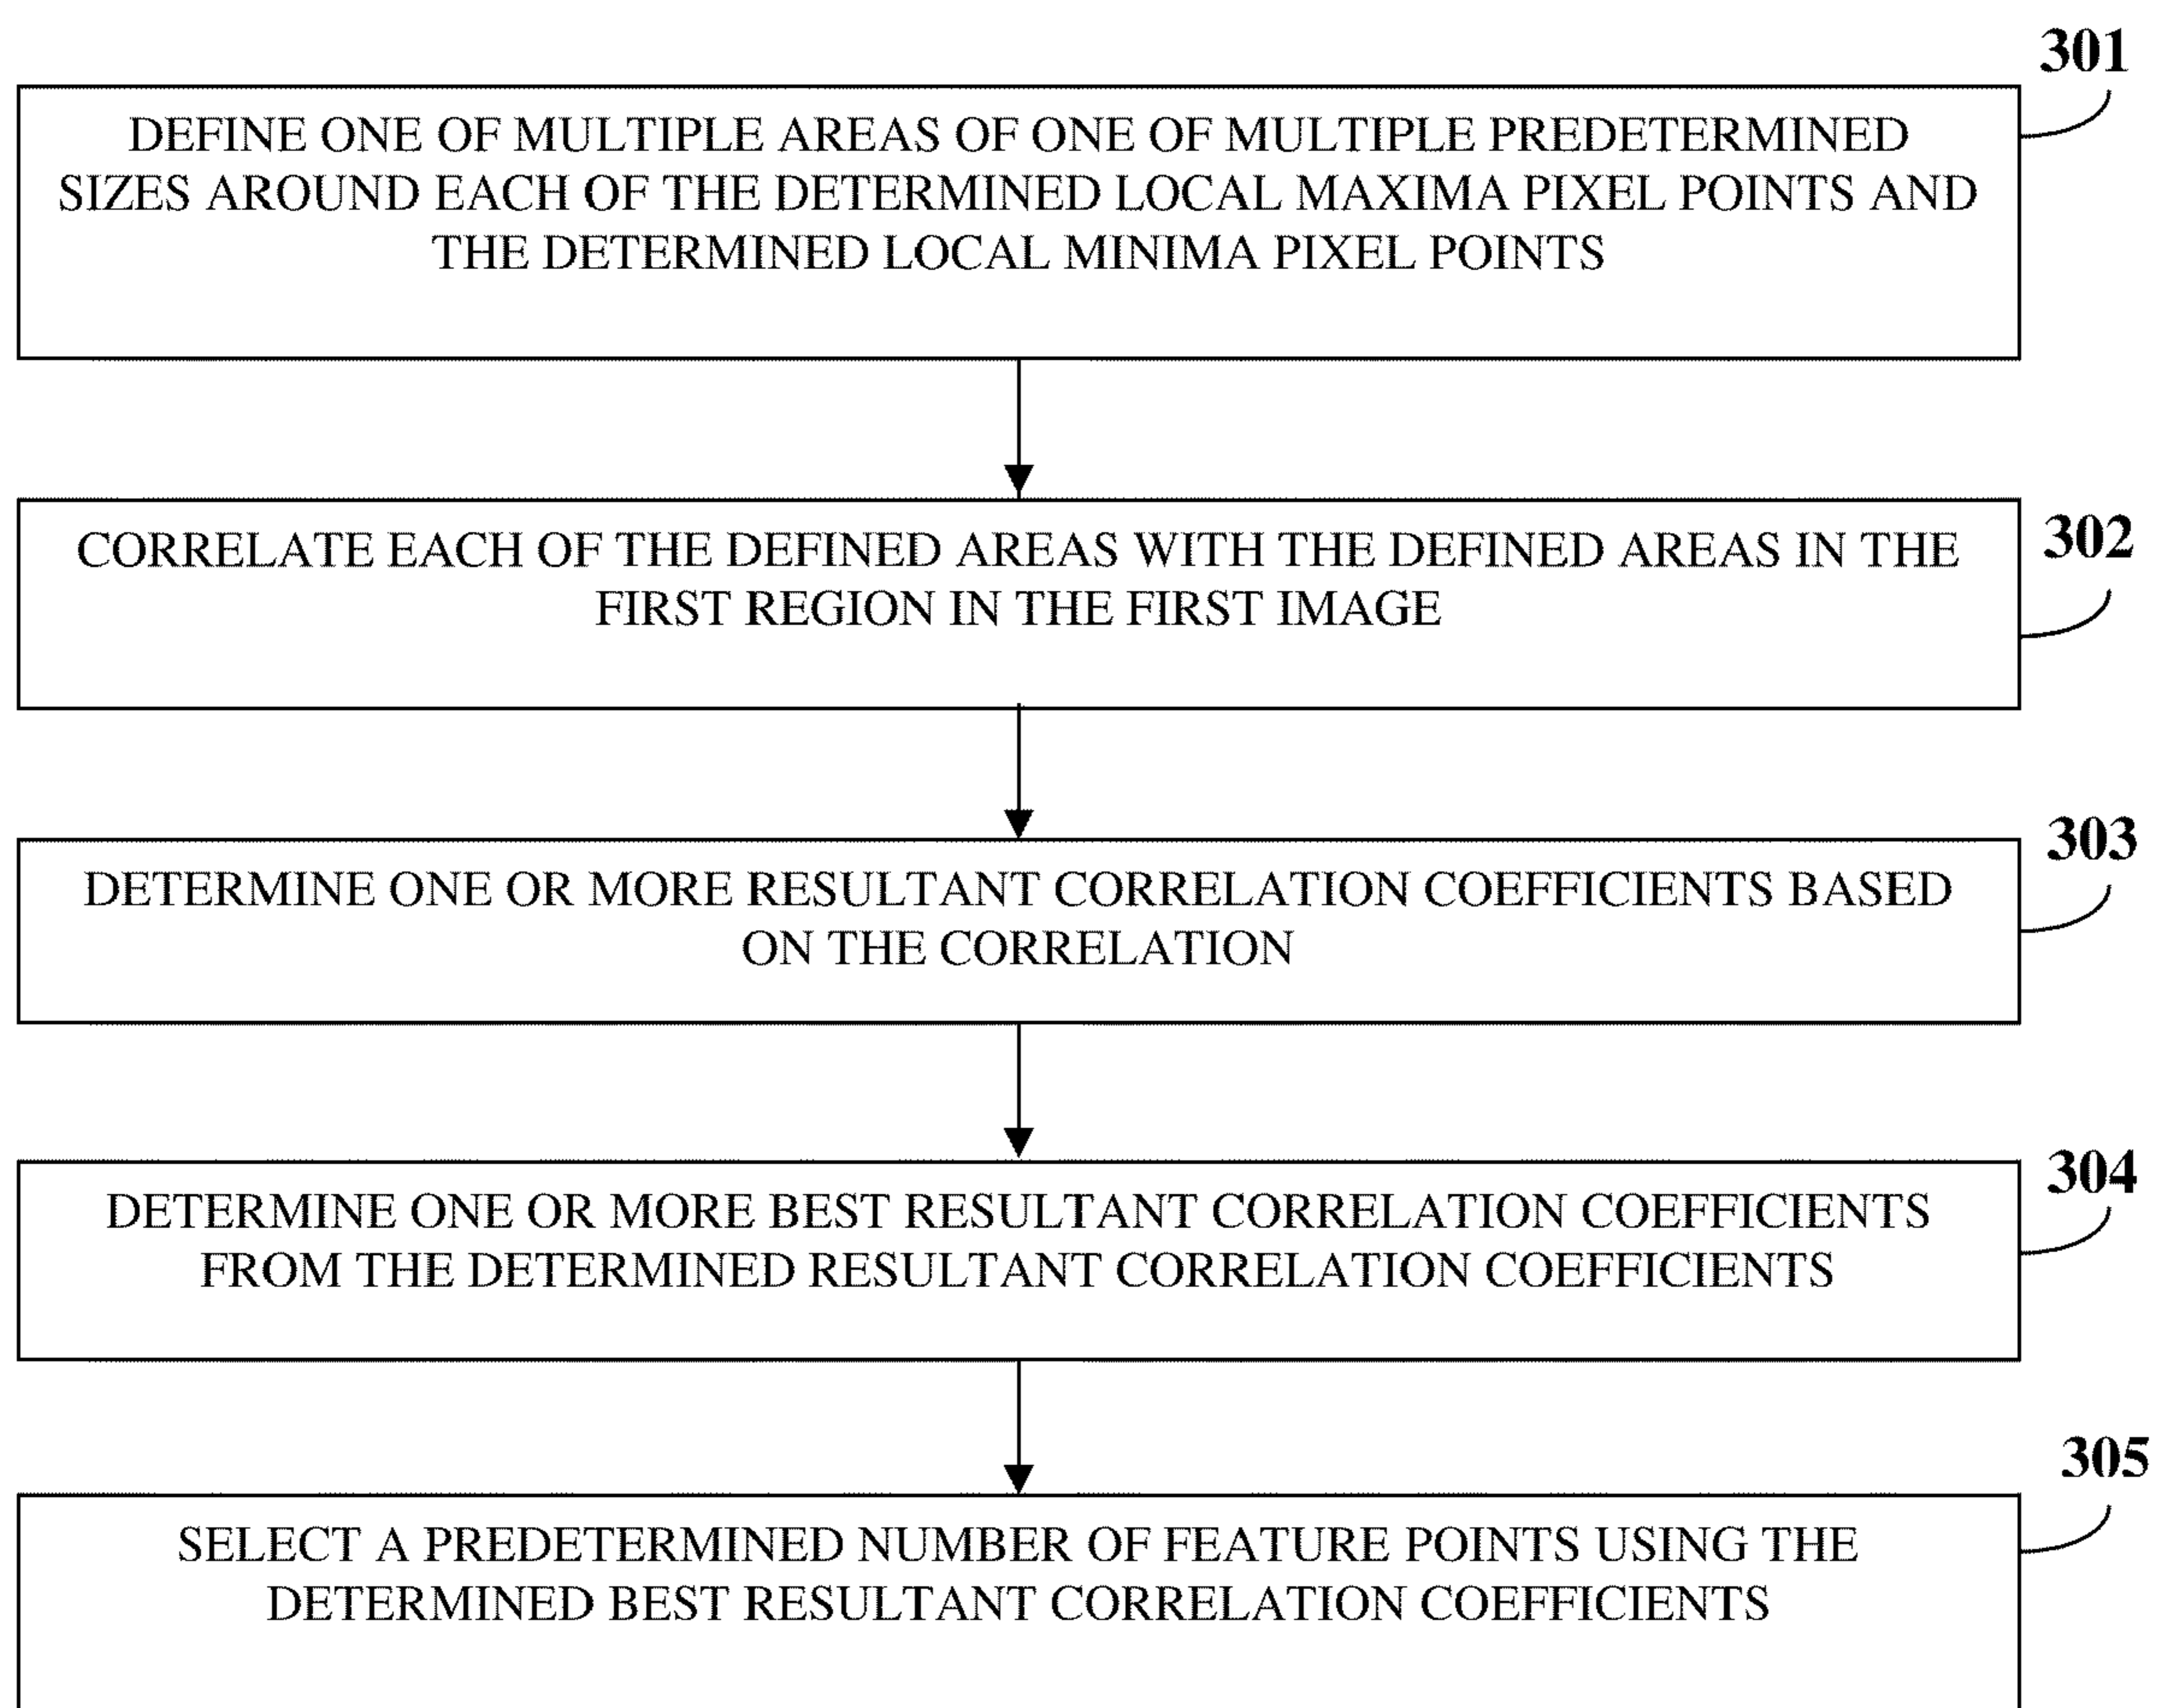 301
DEFINE ONE OF MULTIPLE AREAS OF ONE OF MULTIPLE PREDETERMINED
SIZES AROUND EACH OF THE DETERMINED LOCAL MAXIMA PIXEL POINTS AND
THE DETERMINED LOCAL MINIMA PIXEL POINTS
302
CORRELATE EACH OF THE DEFINED AREAS WITH THE DEFINED AREAS IN THE
FIRST REGION IN THE FIRST IMAGE
303
DETERMINE ONE OR MORE RESULTANT CORRELATION COEFFICIENTS BASED
ON THE CORRELATION
304
DETERMINE ONE OR MORE BEST RESULTANT CORRELATION COEFFICIENTS
FROM THE DETERMINED RESULTANT CORRELATION COEFFICIENTS
305
SELECT A PREDETERMINED NUMBER OF FEATURE POINTS USING THE
DETERMINED BEST RESULTANT CORRELATION COEFFICIENTS